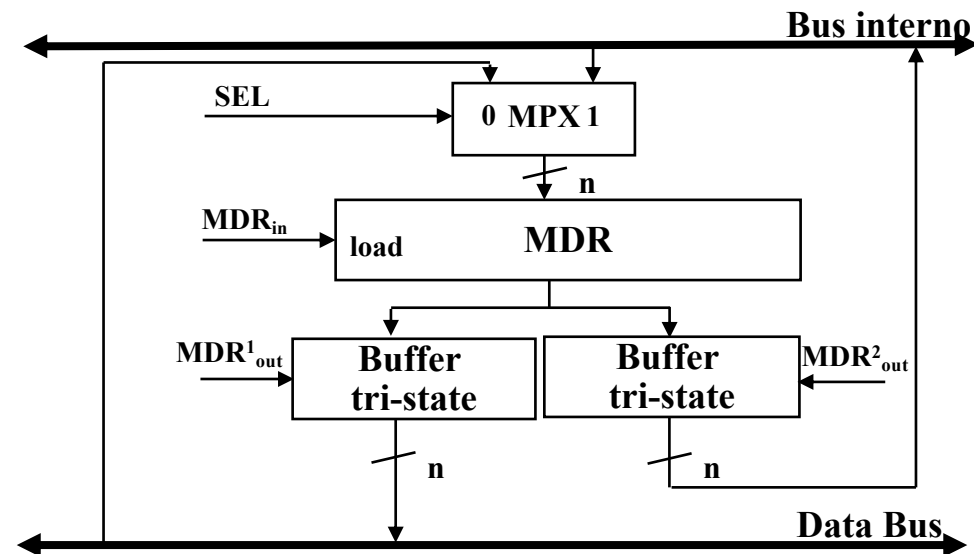 Bus interno
SEL
0 MPX 1
n
MDRin
load
MDR
MDR¹out
Buffer
tri-state
Buffer
tri-state
MDR²out
n
n
Data Bus